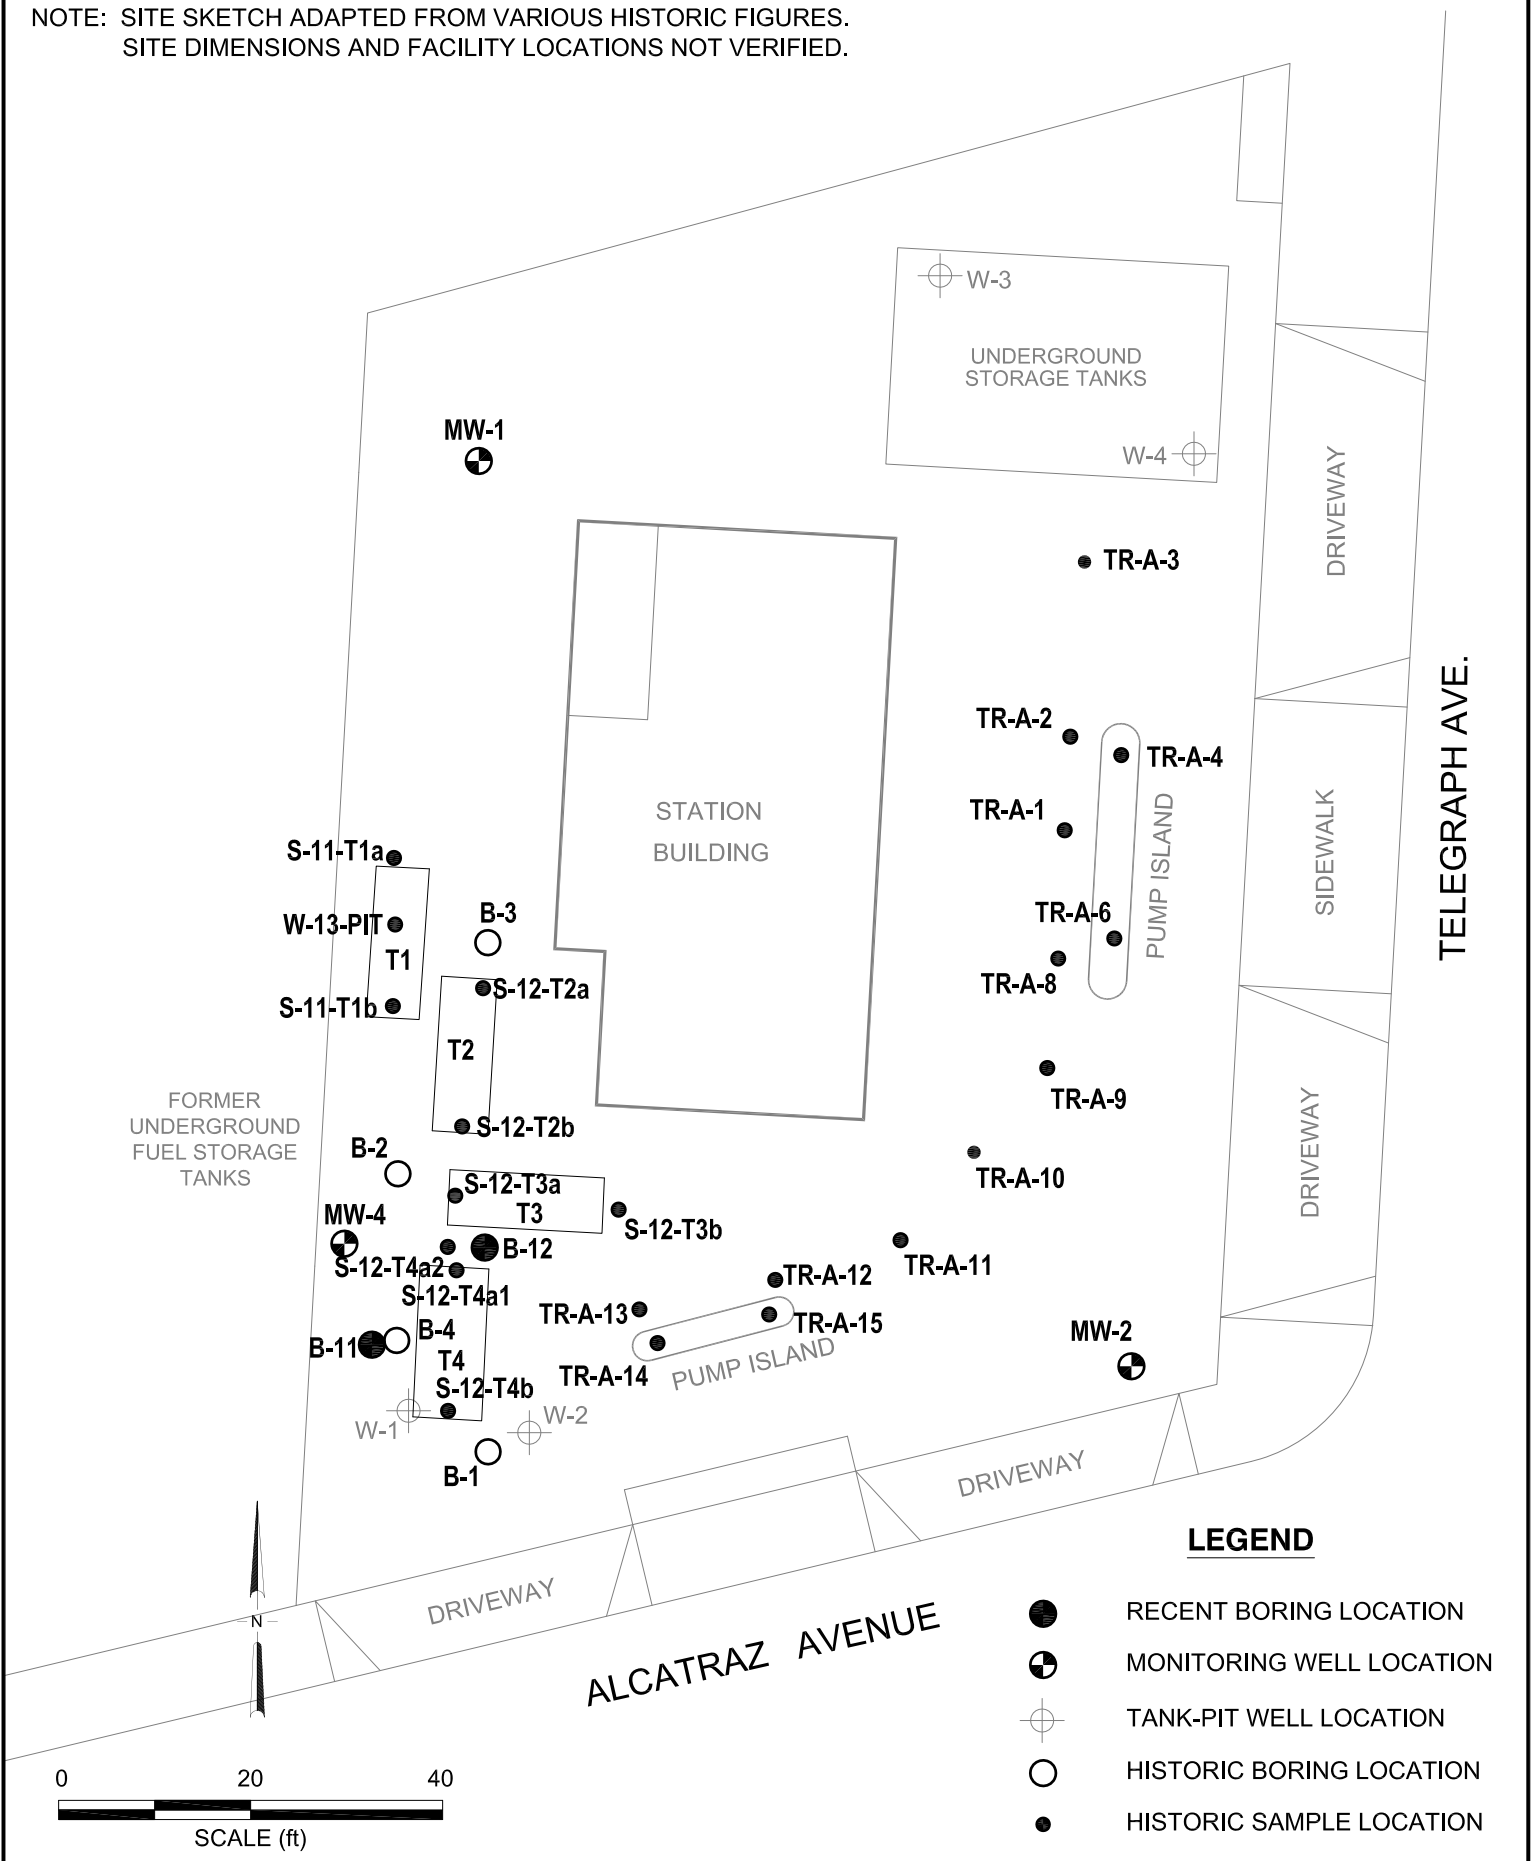 NOTE: SITE SKETCH ADAPTED FROM VARIOUS HISTORIC FIGURES.
SITE DIMENSIONS AND FACILITY LOCATIONS NOT VERIFIED.
W-3
UNDERGROUND
STORAGE TANKS
W-4
MW-1
DRIVEWAY
TR-A-3
TELEGRAPH AVE.
TR-A-2
TR-A-4
STATION
BUILDING
TR-A-1
PUMP ISLAND
SIDEWALK
S-11-T1a
W-13-PIT
T1
S-11-T1b
B-3
S-12-T2a
T2
S-12-T2b
TR-A-6
TR-A-8
TR-A-9
TR-A-10
DRIVEWAY
FORMER
UNDERGROUND
FUEL STORAGE
TANKS
B-2
S-12-T3a
T3
S-12-T3b
MW-4
B-12
S-12-T4a2
S-12-T4a1
TR-A-11
TR-A-12
TR-A-13
TR-A-15
TR-A-14
PUMP ISLAND
MW-2
B-11
B-4
T4
S-12-T4b
W-1
W-2
B-1
DRIVEWAY
DRIVEWAY
ALCATRAZ AVENUE
N
0 20 40
SCALE (ft)
LEGEND
RECENT BORING LOCATION
MONITORING WELL LOCATION
TANK-PIT WELL LOCATION
HISTORIC BORING LOCATION
HISTORIC SAMPLE LOCATION